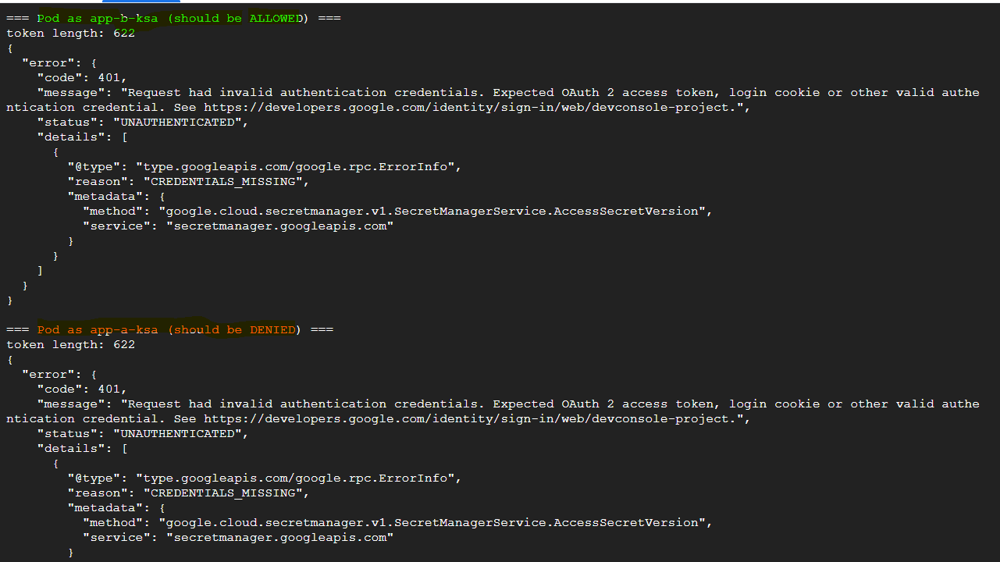 === Pod as app-b-ksa (should be ALLOWED) ===
token length: 622
{
  "error": {
    "code": 401,
    "message": "Request had invalid authentication credentials. Expected OAuth 2 access token, login cookie or other valid authe
ntication credential. See https://developers.google.com/identity/sign-in/web/devconsole-project.",
    "status": "UNAUTHENTICATED",
    "details": [
      {
        "@type": "type.googleapis.com/google.rpc.ErrorInfo",
        "reason": "CREDENTIALS_MISSING",
        "metadata": {
          "method": "google.cloud.secretmanager.v1.SecretManagerService.AccessSecretVersion",
          "service": "secretmanager.googleapis.com"
        }
      }
    ]
  }
}

=== Pod as app-a-ksa (should be DENIED) ===
token length: 622
{
  "error": {
    "code": 401,
    "message": "Request had invalid authentication credentials. Expected OAuth 2 access token, login cookie or other valid authe
ntication credential. See https://developers.google.com/identity/sign-in/web/devconsole-project.",
    "status": "UNAUTHENTICATED",
    "details": [
      {
        "@type": "type.googleapis.com/google.rpc.ErrorInfo",
        "reason": "CREDENTIALS_MISSING",
        "metadata": {
          "method": "google.cloud.secretmanager.v1.SecretManagerService.AccessSecretVersion",
          "service": "secretmanager.googleapis.com"
        }